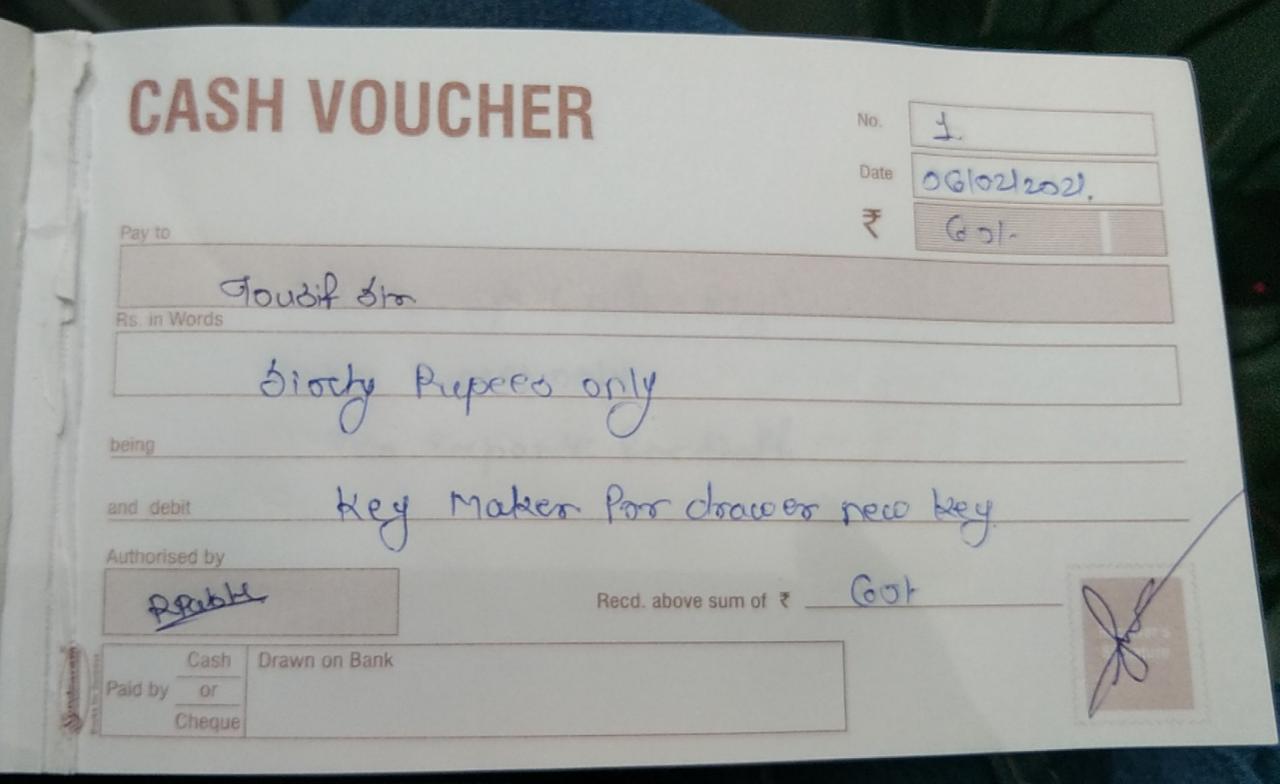 CASH VOUCHER
No. 1
Date 06/02/2021.
₹ 60/-
Pay to
Tousif Sir
Rs. in Words
Sixty Rupees only
being
and debit Key Maker For drawer new key
Authorised by
Recd. above sum of ₹ 60/-
Paid by Cash or Cheque
Drawn on Bank